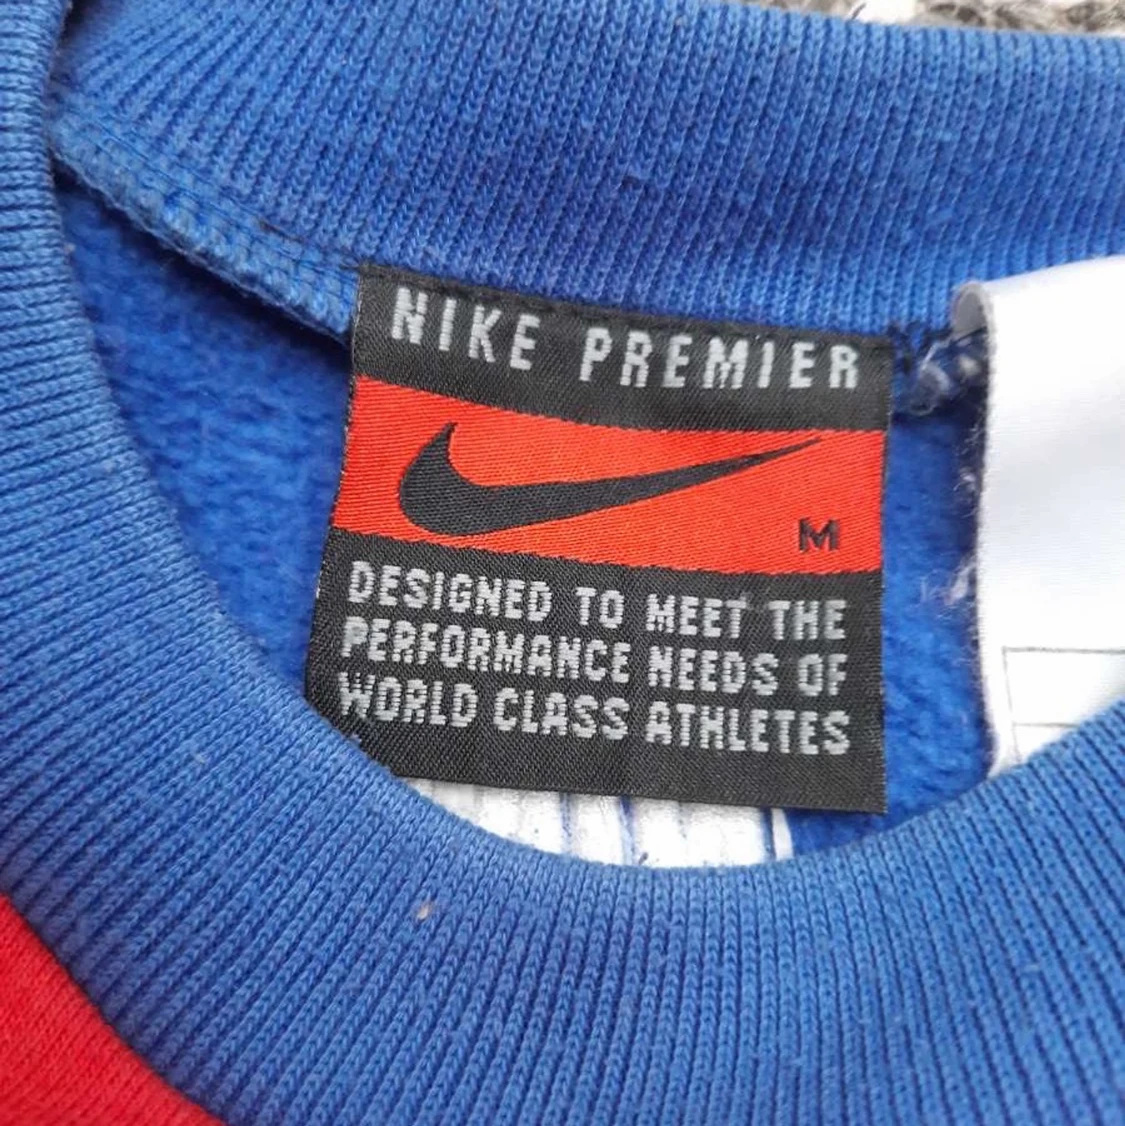 NIKE PREMIER
M
DESIGNED TO MEET THE
PERFORMANCE NEEDS OF
WORLD CLASS ATHLETES